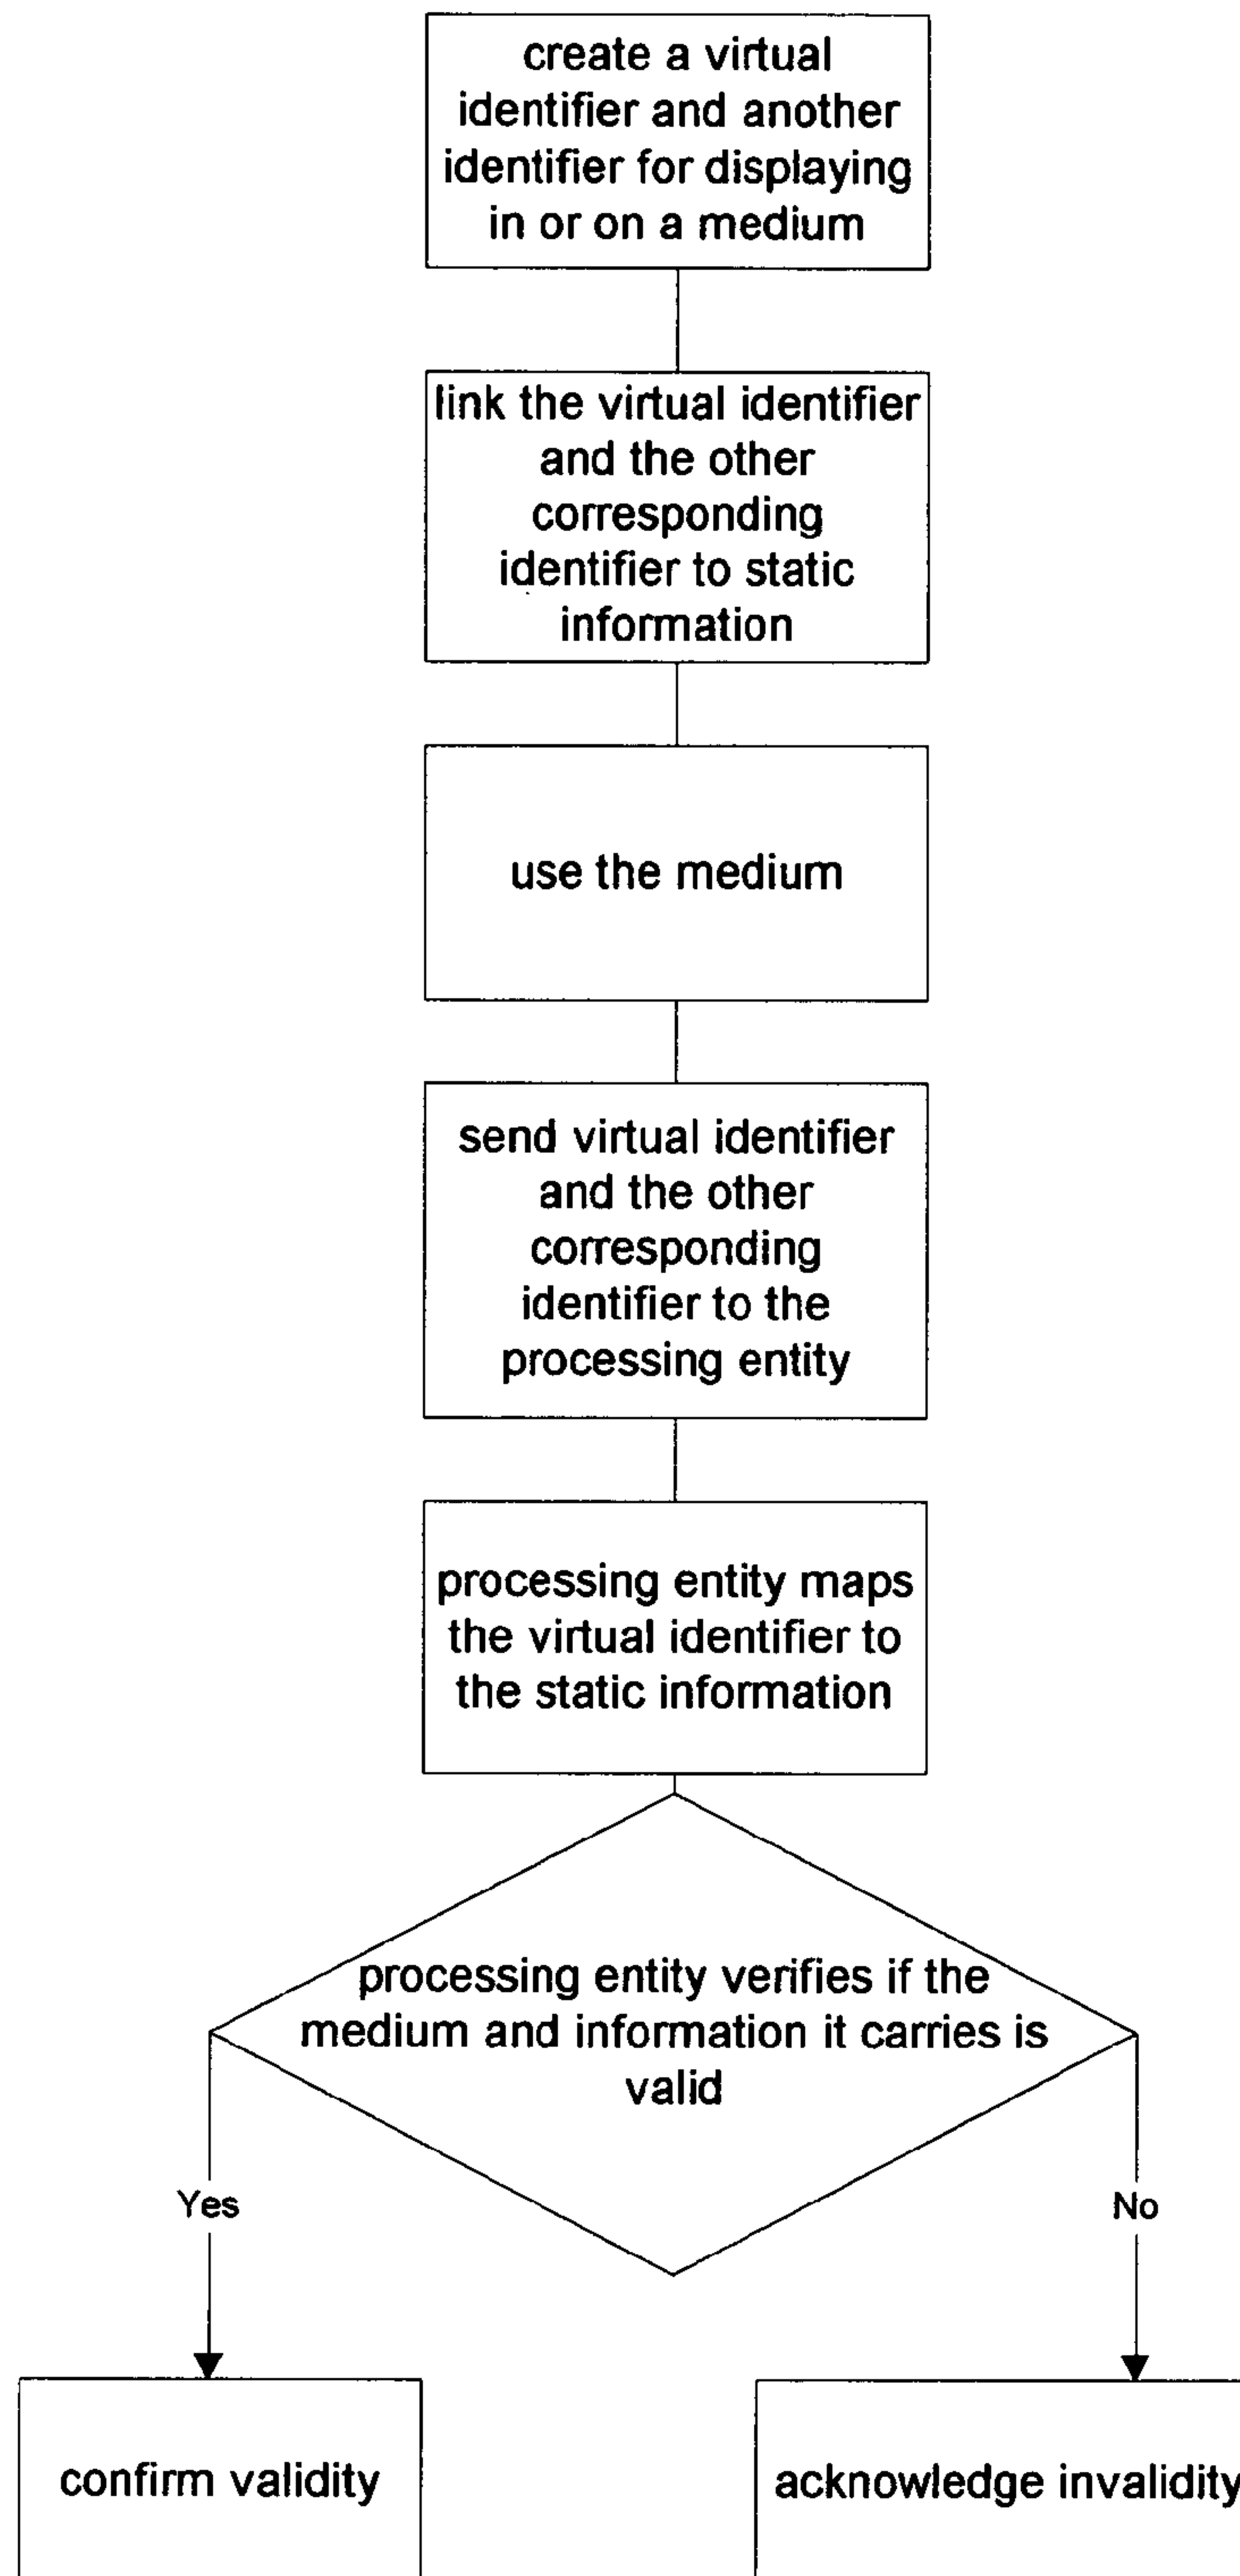 create a virtual
identifier and another
identifier for displaying
in or on a medium
link the virtual identifier
and the other
corresponding
identifier to static
information
use the medium
send virtual identifier
and the other
corresponding
identifier to the
processing entity
processing entity maps
the virtual identifier to
the static information
processing entity verifies if the
medium and information it carries is
valid
Yes
No
confirm validity
acknowledge invalidity